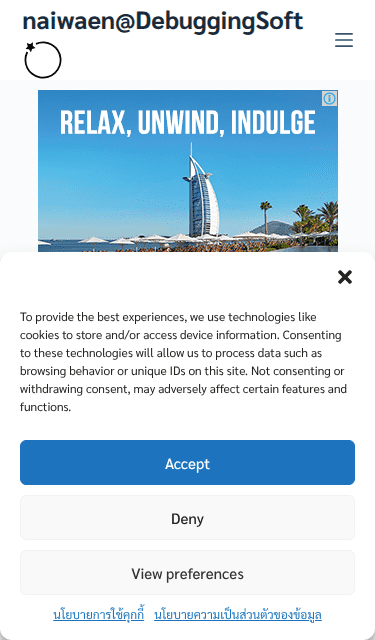 naiwaen@DebuggingSoft
RELAX, UNWIND, INDULGE
To provide the best experiences, we use technologies like
cookies to store and/or access device information. Consenting
to these technologies will allow us to process data such as
browsing behavior or unique IDs on this site. Not consenting or
withdrawing consent, may adversely affect certain features and
functions.
Accept
Deny
View preferences
นโยบายการใช้คุกกี้ นโยบายความเป็นส่วนตัวของข้อมูล